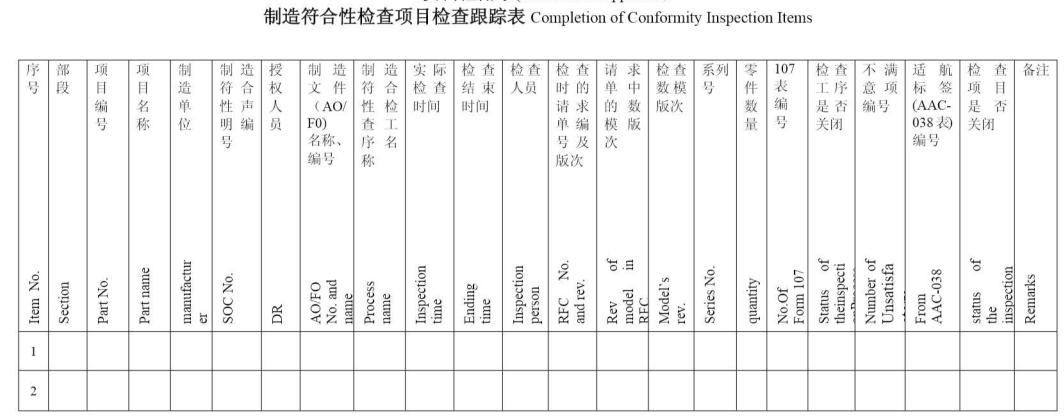 制造符合性检查项目检查跟踪表 Completion of Conformity Inspection Items
序
号
部
段
项
目
编
号
项
目
名
称
制
造
单
位
制 造
符 合
性 声
明 编
号
授
权
人
员
制 造
文 件
（AO/
F0)
名称、
编号
制 造
符 合
性 检
查 工
序 名
称
实 际
检 查
时间
检 查
结 束
时间
检 查
人员
检 查
时 的
请 求
单 编
号 及
版次
请 求
单 中
的 数
模 版
次
检 查
数 模
版次
系列
号
零
件
数
量
107
表
编
号
检 查
工 序
是 否
关闭
不 满
意 项
编号
适 航
标 签
(AAC-
038 表)
编号
检 查
项 目
是 否
关闭
备注
Item No.
Section
Part No.
Part name
manufactur
er
SOC No.
DR
AO/FO
No. and
name
Process
name
Inspection
time
Ending
time
Inspection
person
RFC No.
and rev.
Rev of
model in
RFC
Model's
rev.
Series No.
quantity
No.Of
Form 107
Status of
theinspecti
Number of
Unsatisfa
From
AAC-038
status of
the
inspection
Remarks
1
2